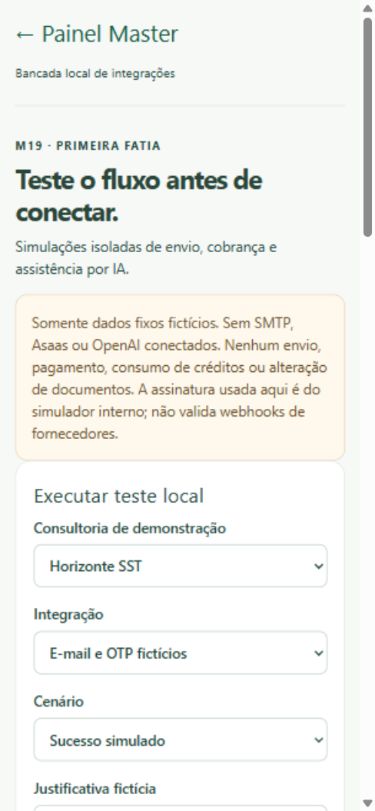 ← Painel Master
Bancada local de integrações
M19 · PRIMEIRA FATIA
Teste o fluxo antes de
conectar.
Simulações isoladas de envio, cobrança e
assistência por IA.
Somente dados fixos fictícios. Sem SMTP,
Asaas ou OpenAI conectados. Nenhum envio,
pagamento, consumo de créditos ou alteração
de documentos. A assinatura usada aqui é do
simulador interno; não valida webhooks de
fornecedores.
Executar teste local
Consultoria de demonstração
Horizonte SST
Integração
E-mail e OTP fictícios
Cenário
Sucesso simulado
Justificativa fictícia